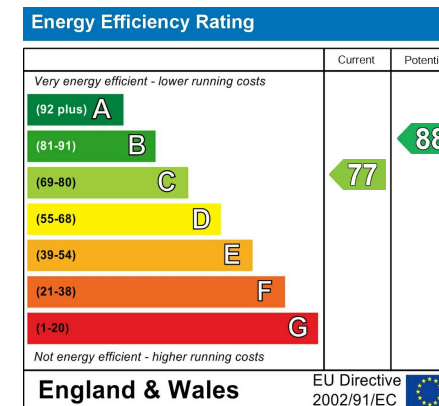 Energy Efficiency Rating
Current Potenti
Very energy efficient - lower running costs
(92 plus) A
(81-91) B
88
(69-80) C
77
(55-68) D
(39-54) E
(21-38) F
(1-20) G
Not energy efficient - higher running costs
England & Wales
EU Directive
2002/91/EC